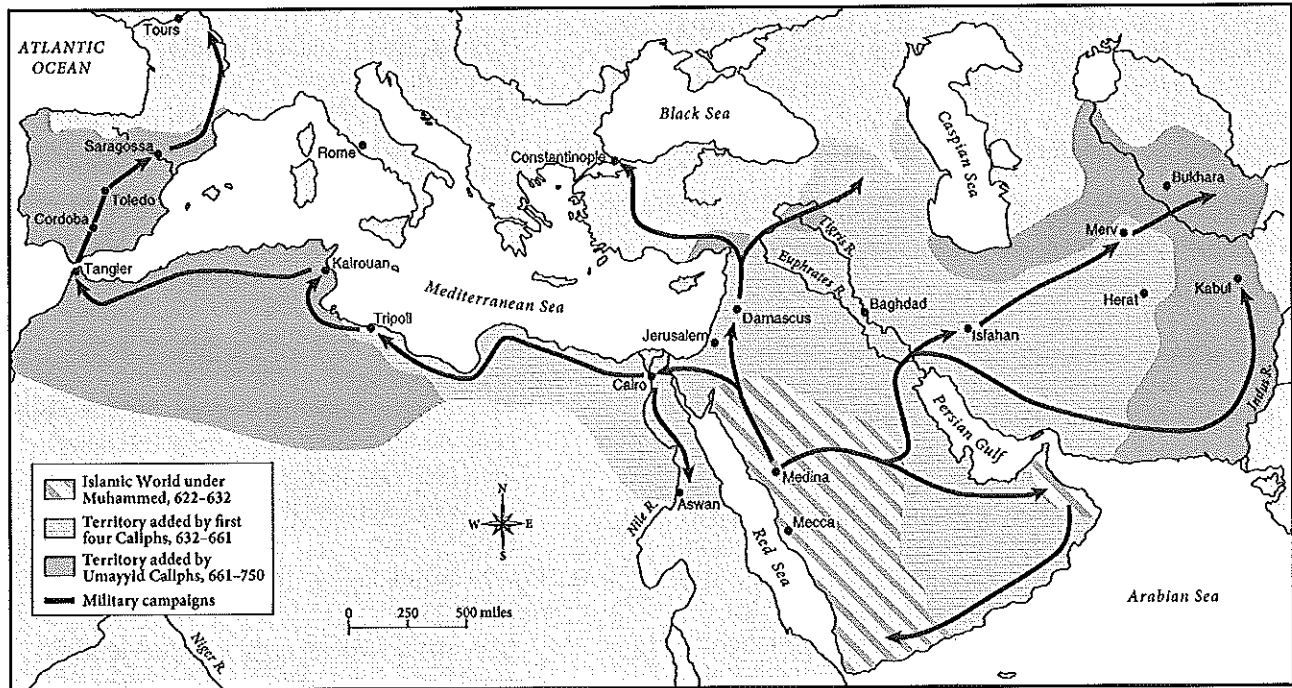 Tours
ATLANTIC
OCEAN
Saragossa
Toledo
Cordoba
Tangier
Kairouan
Tripoli
Rome
Constantinople
Black Sea
Caspian Sea
Mediterranean Sea
Tigris R.
Euphrates R.
Baghdad
Damascus
Jerusalem
Cairo
Aswan
Nile R.
Red Sea
Medina
Mecca
Persian Gulf
Isfahan
Merv
Bukhara
Herat
Kabul
Indus R.
Arabian Sea
Niger R.
Islamic World under
Muhammed, 622–632
Territory added by first
four Caliphs, 632–661
Territory added by
Umayyid Caliphs, 661–750
Military campaigns
N
W E
S
0 250 500 miles